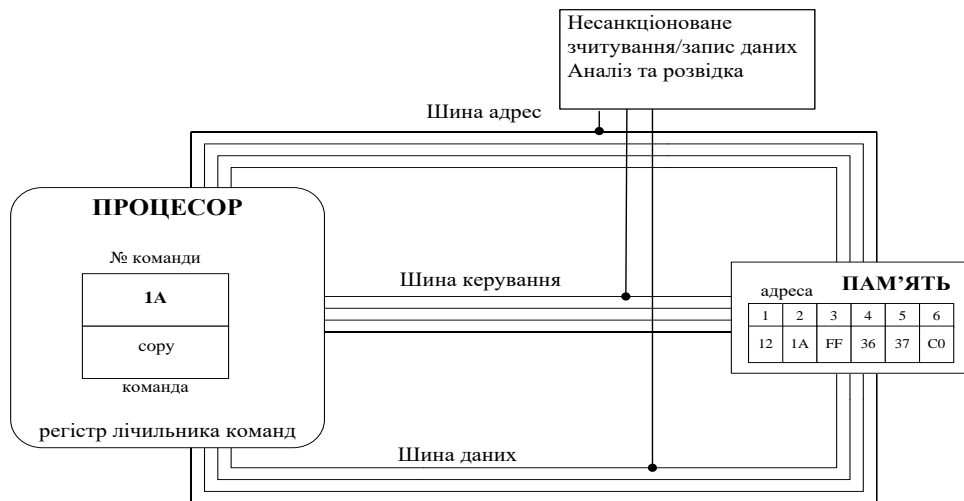 Несанкціоноване
зчитування/запис даних
Аналіз та розвідка
Шина адрес
ПРОЦЕСОР
№ команди
1A
copy
команда
регістр лічильника команд
Шина керування
ПАМ’ЯТЬ
адреса
1 2 3 4 5 6
12 1A FF 36 37 C0
Шина даних